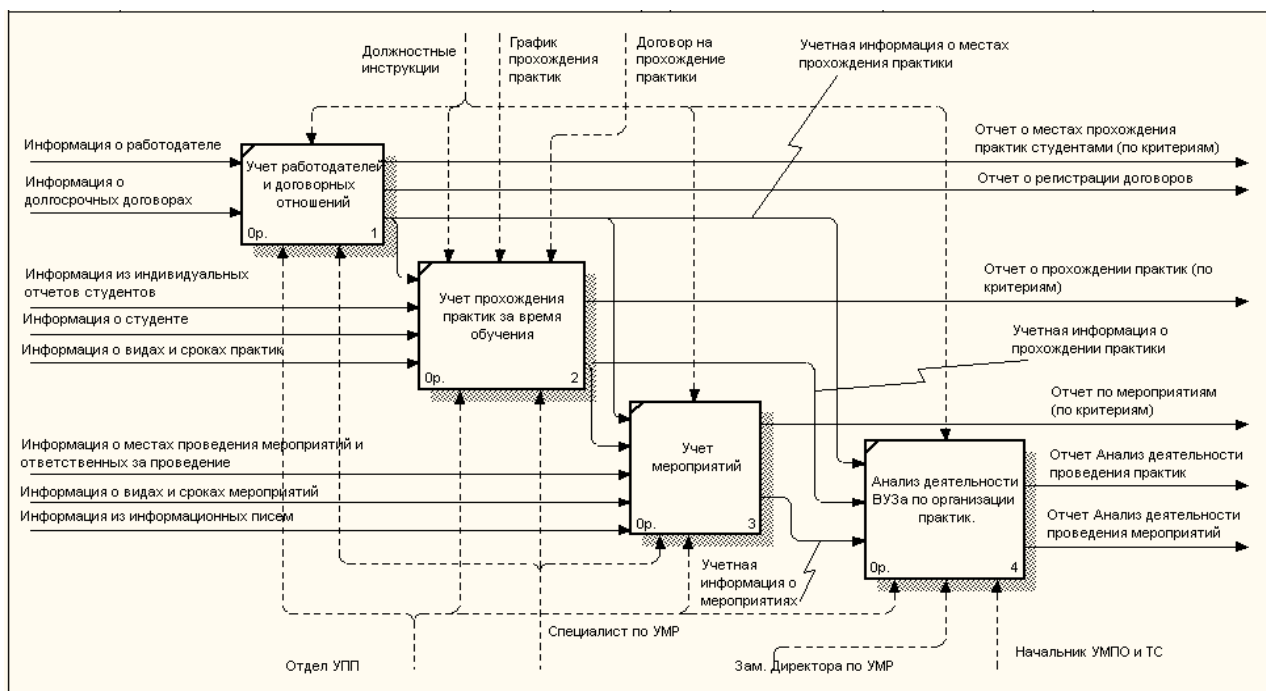 Должностные
инструкции
График
прохождения
практик
Договор на
прохождение
практики
Учетная информация о местах
прохождения практики
Информация о работодателе
Информация о
долгосрочных договорах
Учет работодателей
и договорных
отношений
0р. 1
Отчет о местах прохождения
практик студентами (по критериям)
Отчет о регистрации договоров
Информация из индивидуальных
отчетов студентов
Информация о студенте
Информация о видах и сроках практик
Учет прохождения
практик за время
обучения
0р. 2
Отчет о прохождении практик (по
критериям)
Учетная информация о
прохождении практики
Информация о местах проведения мероприятий и
ответственных за проведение
Информация о видах и сроках мероприятий
Информация из информационных писем
Учет
мероприятий
0р. 3
Отчет по мероприятиям
(по критериям)
Анализ деятельности
ВУЗа по организации
практик.
0р. 4
Отчет Анализ деятельности
проведения практик
Отчет Анализ деятельности
проведения мероприятий
Учетная
информация о
мероприятиях
Отдел УПП
Специалист по УМР
Зам. Директора по УМР
Начальник УМПО и ТС